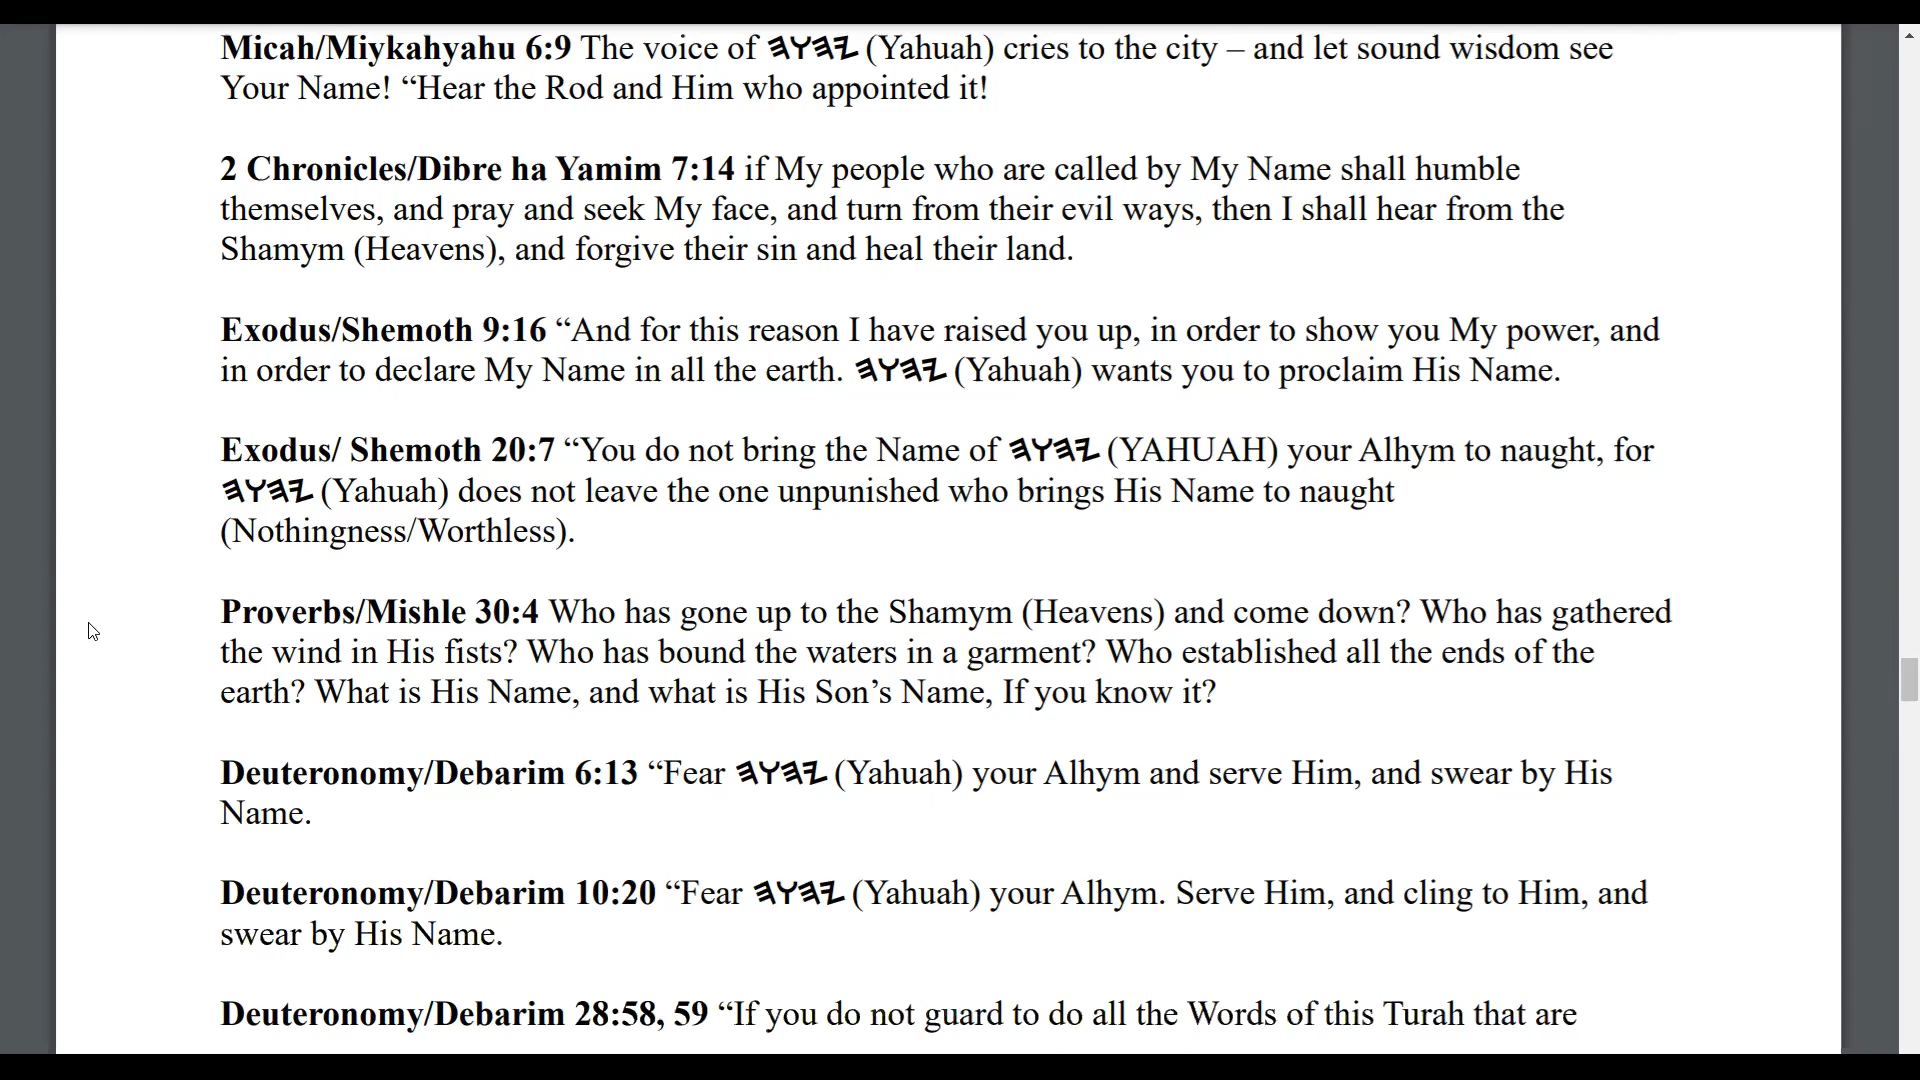 Micah/Miykahyahu 6:9 The voice of 𐤉𐤄𐤅𐤄 (Yahuah) cries to the city – and let sound wisdom see
Your Name! “Hear the Rod and Him who appointed it!
2 Chronicles/Dibre ha Yamim 7:14 if My people who are called by My Name shall humble
themselves, and pray and seek My face, and turn from their evil ways, then I shall hear from the
Shamym (Heavens), and forgive their sin and heal their land.
Exodus/Shemoth 9:16 “And for this reason I have raised you up, in order to show you My power, and
in order to declare My Name in all the earth. 𐤉𐤄𐤅𐤄 (Yahuah) wants you to proclaim His Name.
Exodus/ Shemoth 20:7 “You do not bring the Name of 𐤉𐤄𐤅𐤄 (YAHUAH) your Alhym to naught, for
𐤉𐤄𐤅𐤄 (Yahuah) does not leave the one unpunished who brings His Name to naught
(Nothingness/Worthless).
Proverbs/Mishle 30:4 Who has gone up to the Shamym (Heavens) and come down? Who has gathered
the wind in His fists? Who has bound the waters in a garment? Who established all the ends of the
earth? What is His Name, and what is His Son’s Name, If you know it?
Deuteronomy/Debarim 6:13 “Fear 𐤉𐤄𐤅𐤄 (Yahuah) your Alhym and serve Him, and swear by His
Name.
Deuteronomy/Debarim 10:20 “Fear 𐤉𐤄𐤅𐤄 (Yahuah) your Alhym. Serve Him, and cling to Him, and
swear by His Name.
Deuteronomy/Debarim 28:58, 59 “If you do not guard to do all the Words of this Turah that are